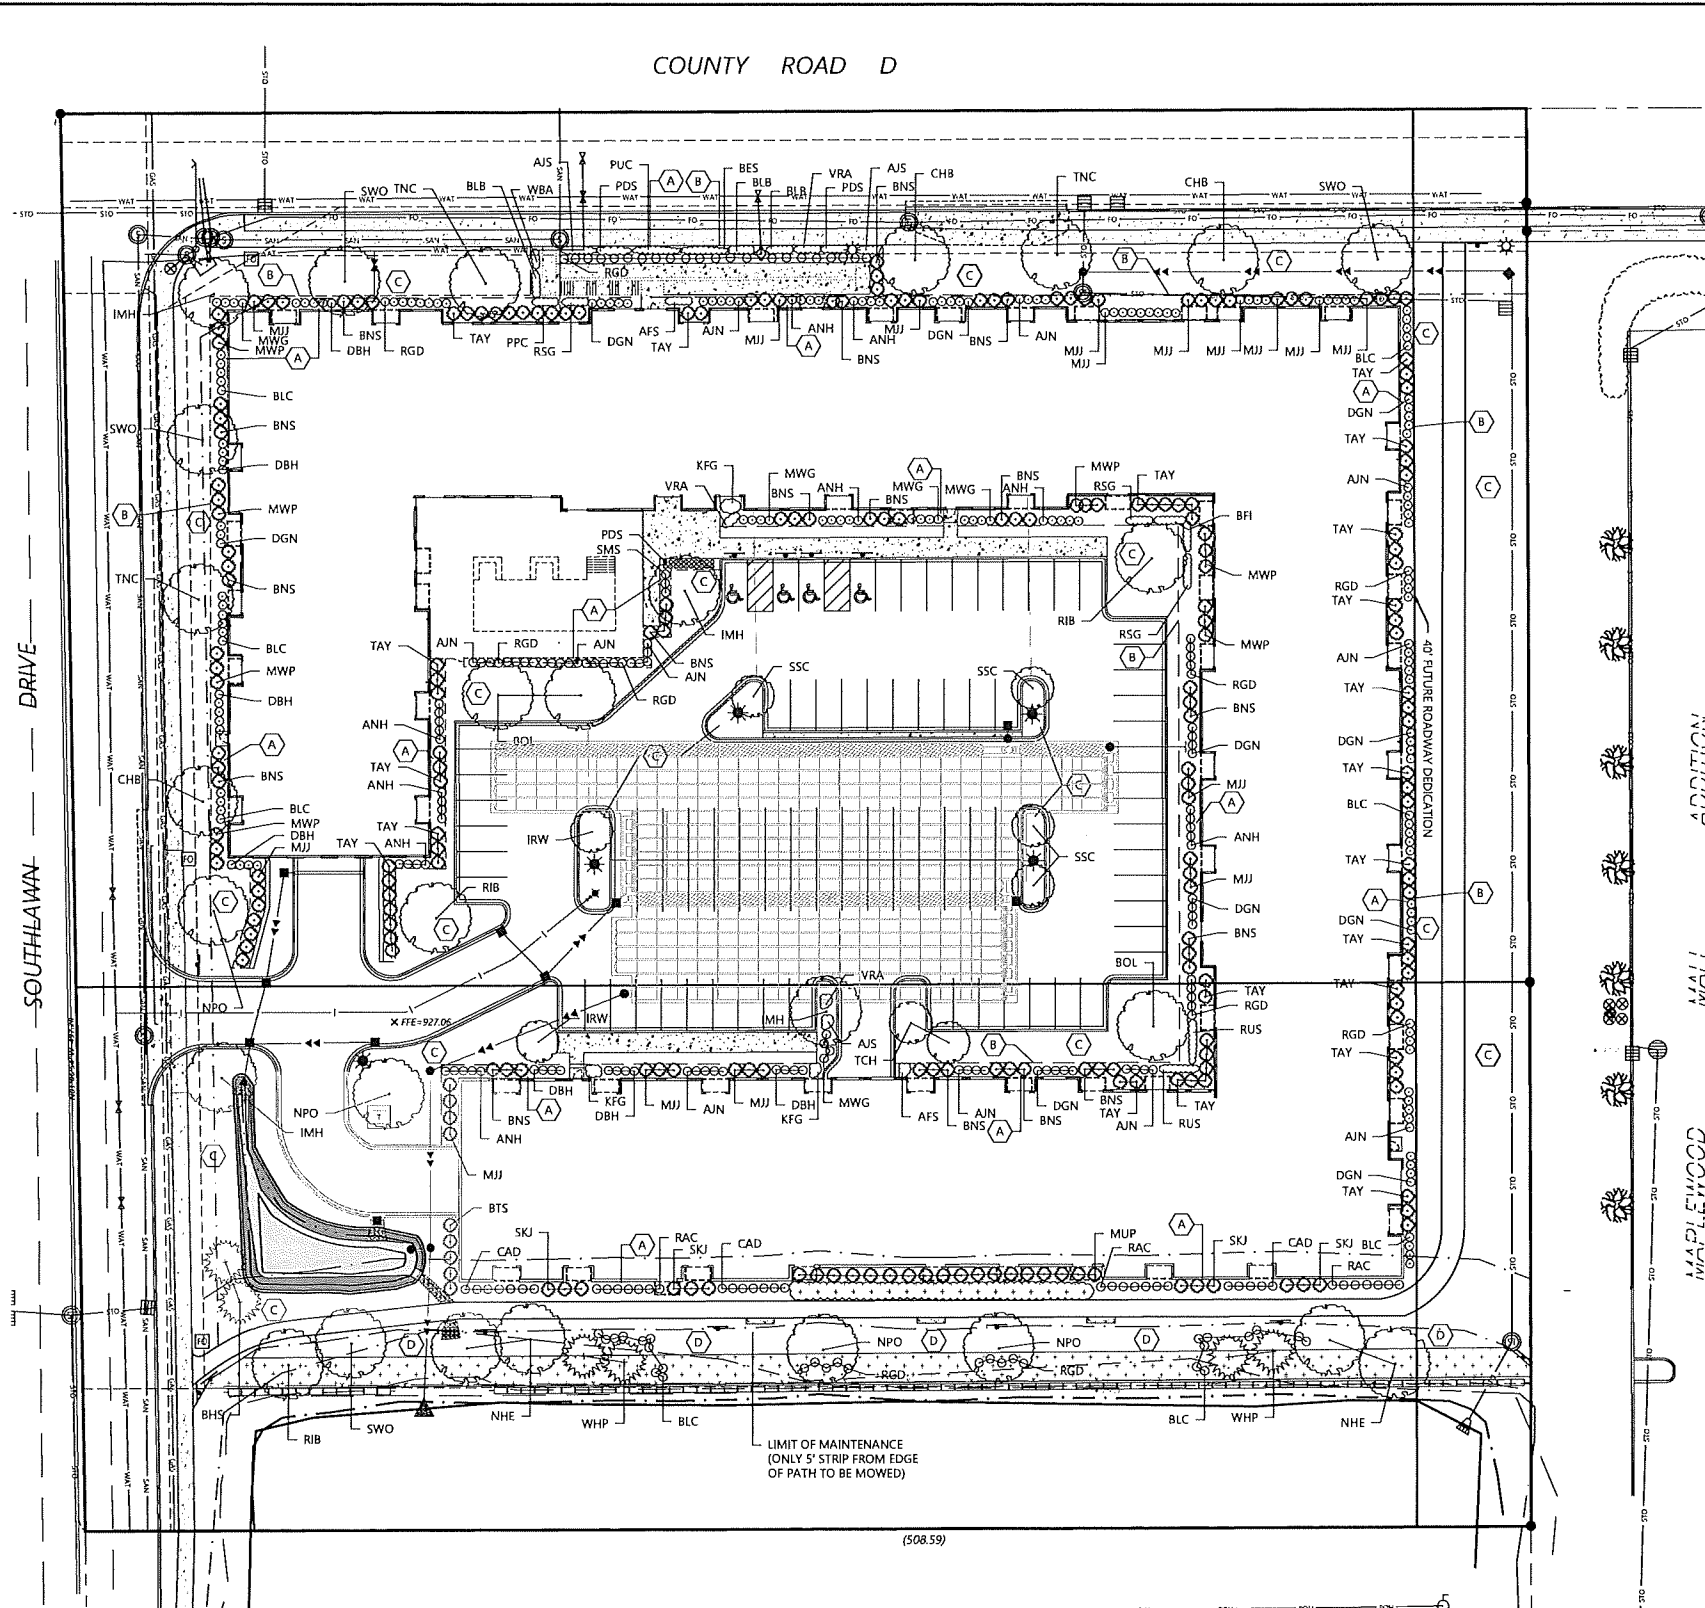 COUNTY ROAD D
AJS PUC BES VRA AJS CHB TNC CHB SWO
SWO TNC BLB WBA PDS A B BLB BLB PDS BNS
IMH B C RGD C B C
MJJ
MWG
MWP A BNS DBH RGD TAY PPC RSG DGN AFS TAY AJN MJJ ANH A BNS ANH MJJ DGN BNS AJN MJJ MJJ MJJ MJJ MJJ MJJ MJJ
C
BLC
TAY
BLC
A
DGN
B
SWO
BNS
TAY
DBH
KFG
VRA
MWG
BNS
ANH
A
BNS
MWG
MWG
BNS
ANH
MWP
RSG
TAY
AJN
C
B
C
MWP
DGN
BFI
TAY
PDS
SMS
C
C
TNC
BNS
MWP
RGD
TAY
A
IMH
RIB
RSG
B
MWP
BLC
TAY
AJN
RGD
AJN
BNS
AJN
40' FUTURE ROADWAY DEDICATION
AJN
MWP
C
RGD
SSC
SSC
RGD
TAY
DBH
BNS
ANH
BOL
DGN
DGN
A
A
C
C
TAY
CHB
BNS
TAY
ANH
MJJ
A
BLC
BLC
MWP
DBH
MJJ
TAY
TAY
ANH
IRW
SSC
ANH
TAY
MJJ
C
RIB
C
DGN
A
B
DGN
C
TAY
BNS
BOL
VRA
NPO
FFE=927.06
IRW
IMH
TAY
RGD
TAY
RGD
TAY
RUS
AJS
TCH
C
B
C
C
NPO
IMH
DBH
A
BNS
ANH
KFG
DBH
MJJ
AJN
MJJ
DBH
KFG
MWG
AFS
AJN
BNS
A
BNS
DGN
BNS
TAY
AJN
RUS
TAY
AJN
C
MJJ
DGN
TAY
BTS
SKJ
CAD
A
RAC
SKJ
CAD
MUP
RAC
A
SKJ
CAD
SKJ
BLC
RAC
C
D
D
NPO
D
NPO
D
D
RGD
RGD
BHS
RIB
SWO
NHE
WHP
BLC
BLC
WHP
NHE
LIMIT OF MAINTENANCE
(ONLY 5' STRIP FROM EDGE
OF PATH TO BE MOWED)
(508.59)
SOUTHLAWN DRIVE
MAPLEWOOD MALL ADDITION